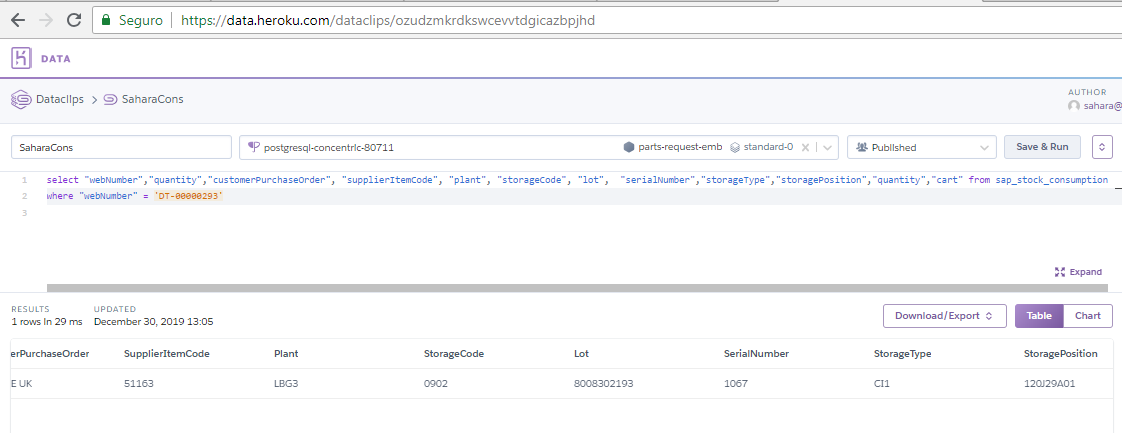 Seguro https://data.heroku.com/dataclips/ozudzmkrdkswcevvtdgicazbpjhd
DATA
Dataclips > SaharaCons
AUTHOR
sahara@
SaharaCons postgresql-concentric-80711 parts-request-emb standard-0 Published Save & Run
1 select "webNumber","quantity","customerPurchaseOrder", "supplierItemCode", "plant", "storageCode", "lot", "serialNumber","storageType","storagePosition","quantity","cart" from sap_stock_consumption
2 where "webNumber" = 'DT-00000293'
3
Expand
RESULTS UPDATED
1 rows in 29 ms December 30, 2019 13:05
Download/Export Table Chart
erPurchaseOrder SupplierItemCode Plant StorageCode Lot SerialNumber StorageType StoragePosition
E UK 51163 LBG3 0902 8008302193 1067 CI1 120J29A01